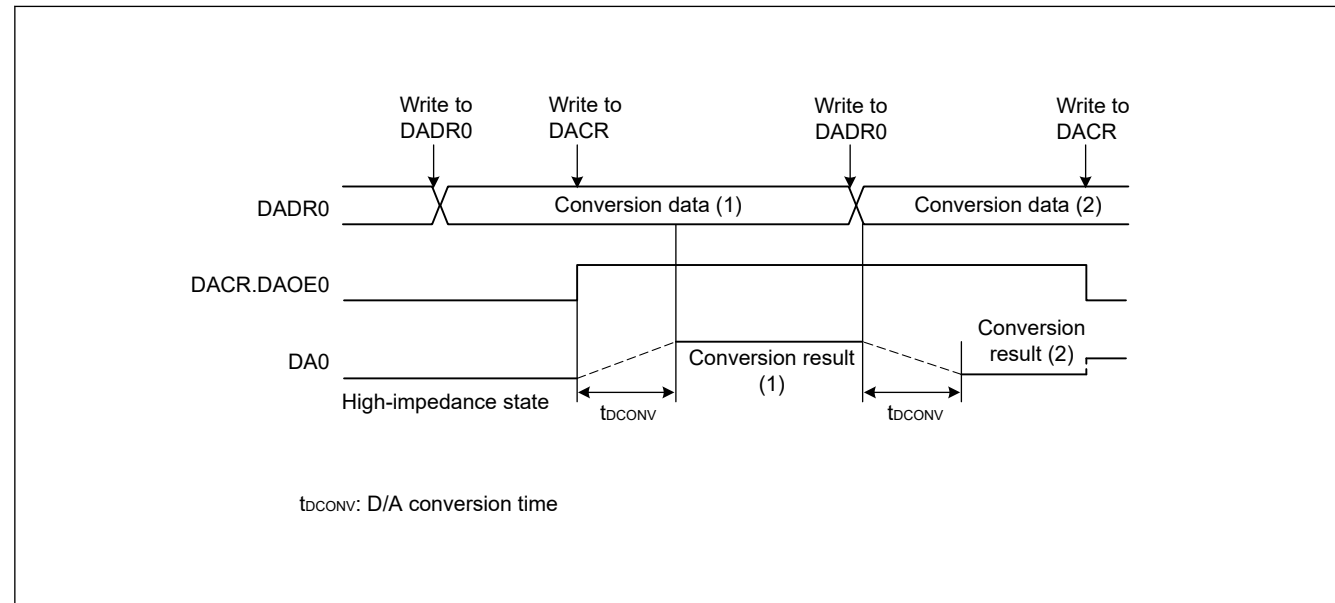 Write to
DADR0
Write to
DACR
Write to
DADR0
Write to
DACR
DADR0
Conversion data (1)
Conversion data (2)
DACR.DAOE0
DA0
Conversion result
(1)
Conversion
result (2)
High-impedance state
tDCONV
tDCONV
tDCONV: D/A conversion time